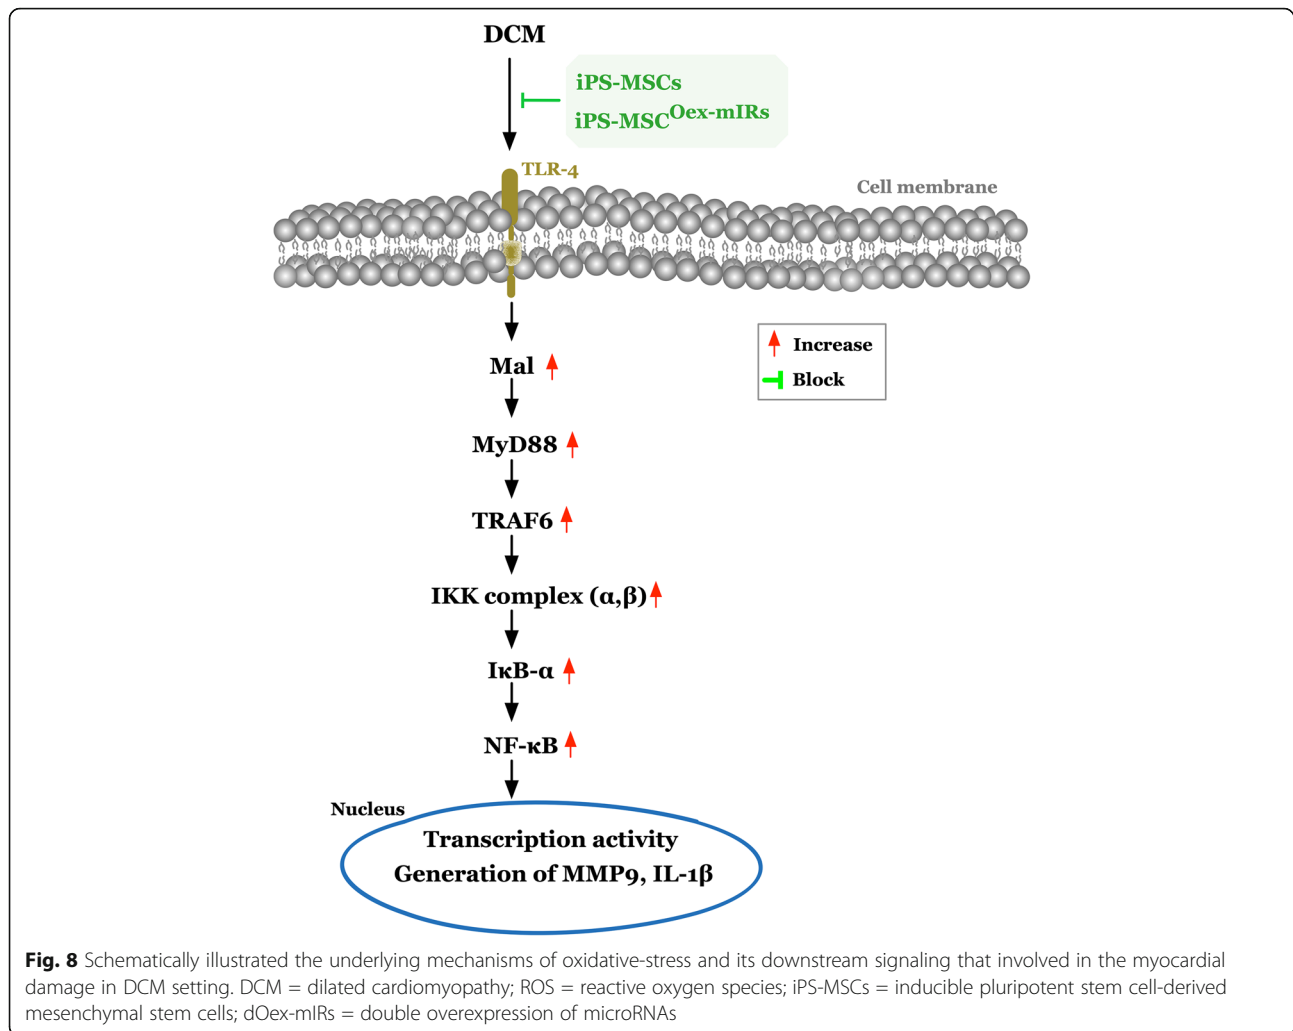 DCM
iPS-MSCs
iPS-MSC^Oex-mIRs
TLR-4
Cell membrane
Mal
Increase
Block
MyD88
TRAF6
IKK complex (α,β)
IκB-α
NF-κB
Nucleus
Transcription activity
Generation of MMP9, IL-1β
Fig. 8 Schematically illustrated the underlying mechanisms of oxidative-stress and its downstream signaling that involved in the myocardial
damage in DCM setting. DCM = dilated cardiomyopathy; ROS = reactive oxygen species; iPS-MSCs = inducible pluripotent stem cell-derived
mesenchymal stem cells; dOex-mIRs = double overexpression of microRNAs